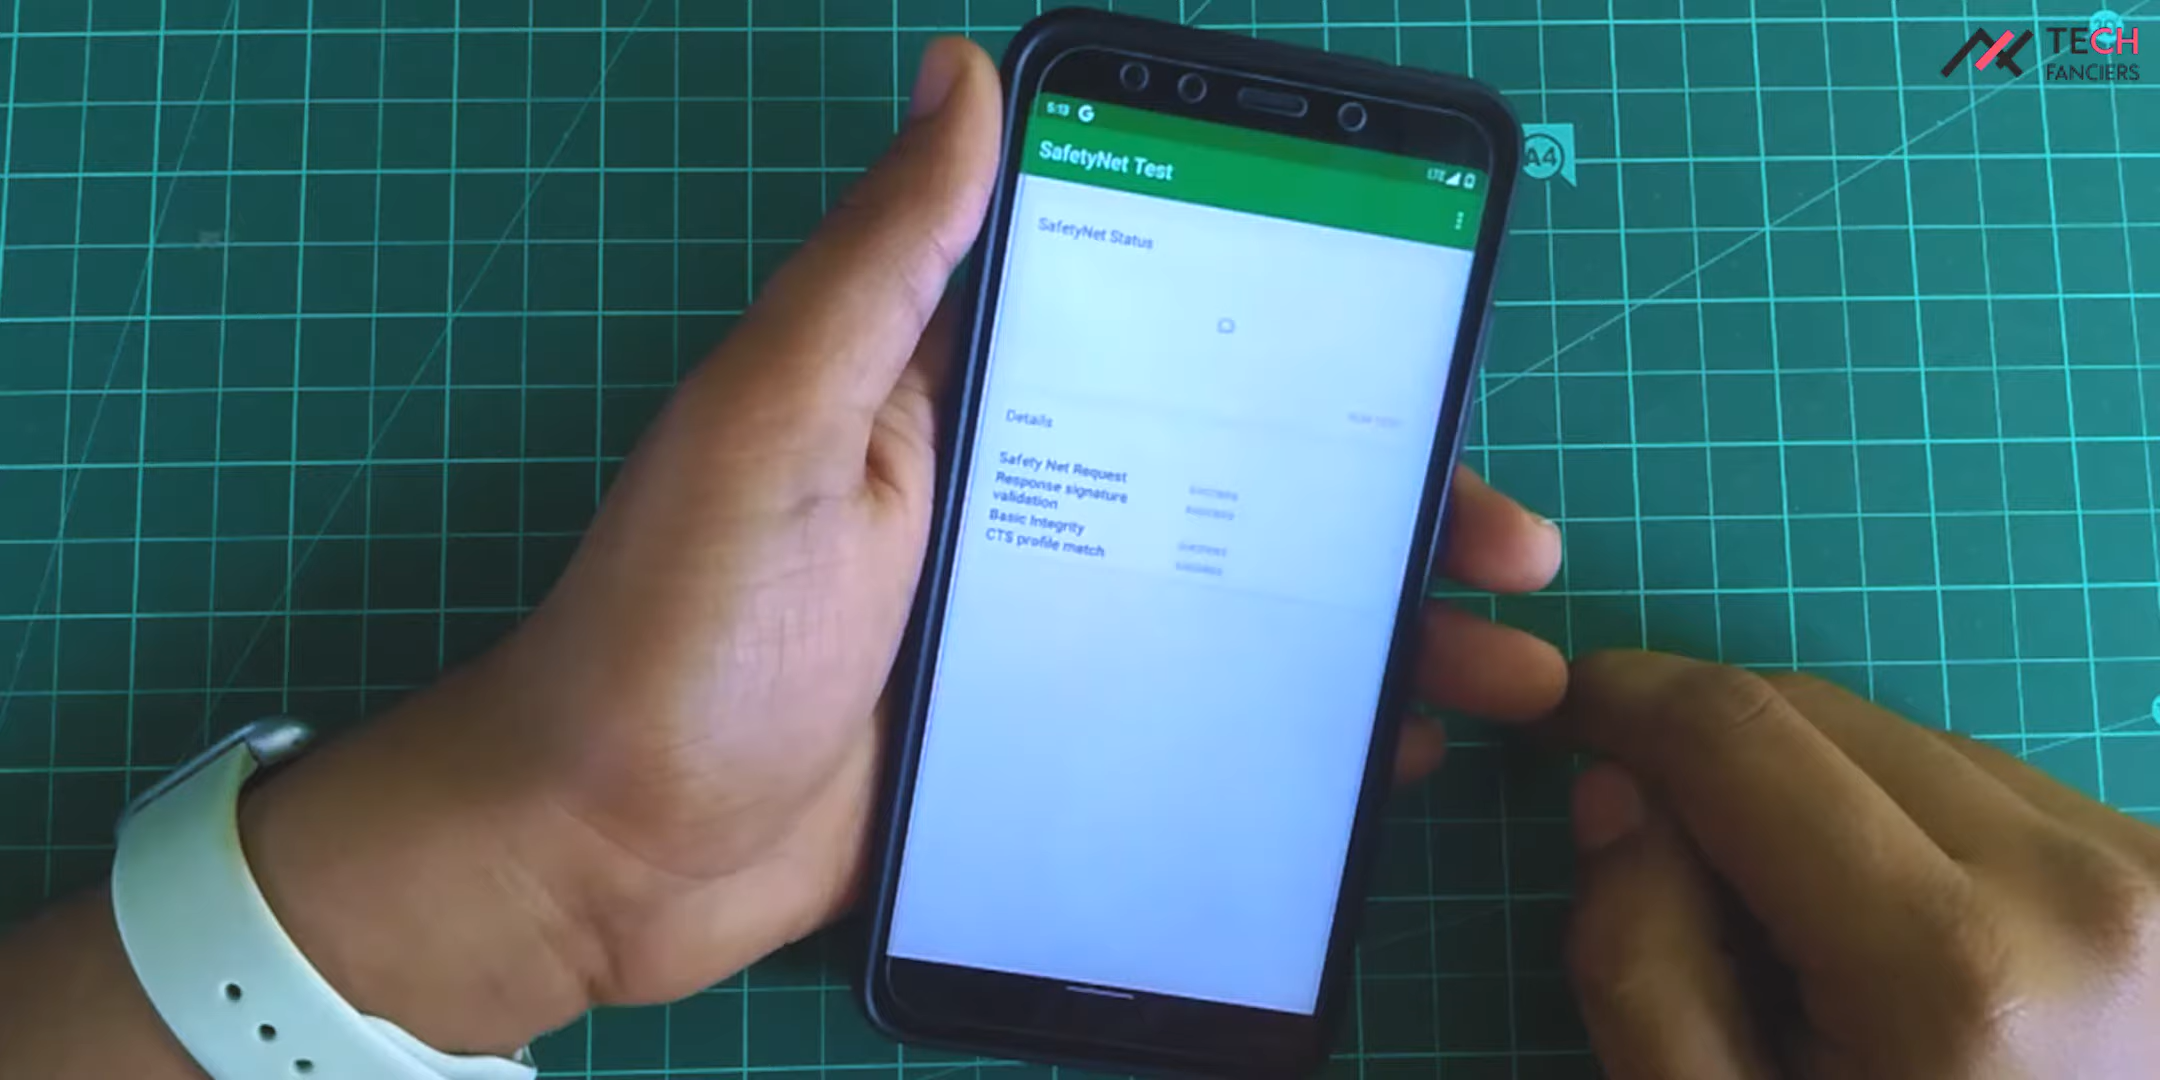 TECH
FANCIERS
5:13 G
LTE
SafetyNet Test
A4
SafetyNet Status
Details
Safety Net Request
Response signature
validation
Basic Integrity
CTS profile match